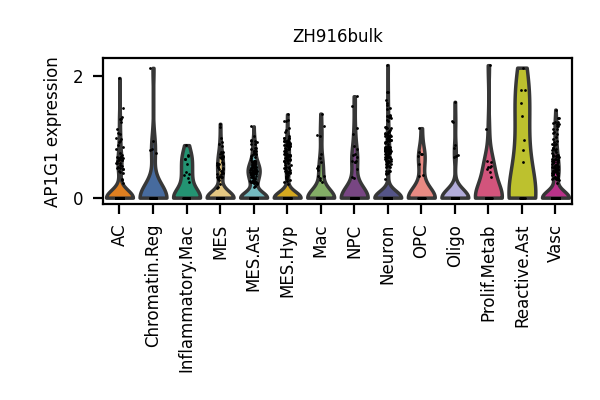 ZH916bulk
AP1G1 expression
2
0
AC
Chromatin.Reg
Inflammatory.Mac
MES
MES.Ast
MES.Hyp
Mac
NPC
Neuron
OPC
Oligo
Prolif.Metab
Reactive.Ast
Vasc